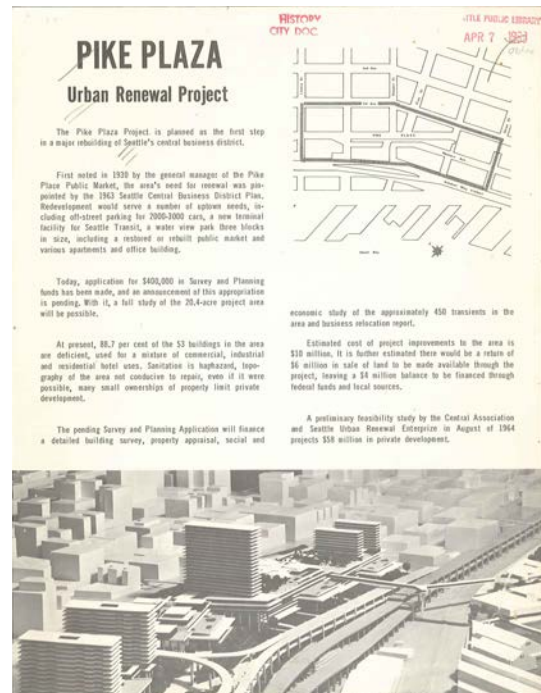 HISTORY
CITY DOC.
APR 7 1983
PIKE PLAZA
Urban Renewal Project
The Pike Plaza Project is planned as the first step
in a major rebuilding of Seattle's central business district.
First noted in 1920 by the general manager of the Pike
Place Public Market, the area's need for renewal was pin-
pointed by the 1963 Seattle Central Business District Plan.
Redevelopment would serve a number of uptown needs, in-
cluding off-street parking for 2000-3000 cars, a new terminal
facility for Seattle Transit, a water view park three blocks
in size, including a restored or rebuilt public market and
various apartments and office building.
Today, application for $400,000 in Survey and Planning
funds has been made, and an announcement of this appropriation
is pending. With it, a full study of the 20.4-acre project area
will be possible.
At present, 88.7 per cent of the 53 buildings in the area
are deficient, used for a mixture of commercial, industrial
and residential hotel uses. Sanitation is haphazard, topo-
graphy of the area not conducive to repair, even if it were
possible, many small ownerships of property limit private
development.
The pending Survey and Planning Application will finance
a detailed building survey, property appraisal, social and
economic study of the approximately 450 transients in the
area and business relocation report.
Estimated cost of project improvements to the area is
$10 million. It is further estimated there would be a return of
$6 million in sale of land to be made available through the
project, leaving a $4 million balance to be financed through
federal funds and local sources.
A preliminary feasibility study by the Central Association
and Seattle Urban Renewal Enterprize in August of 1964
projects $58 million in private development.